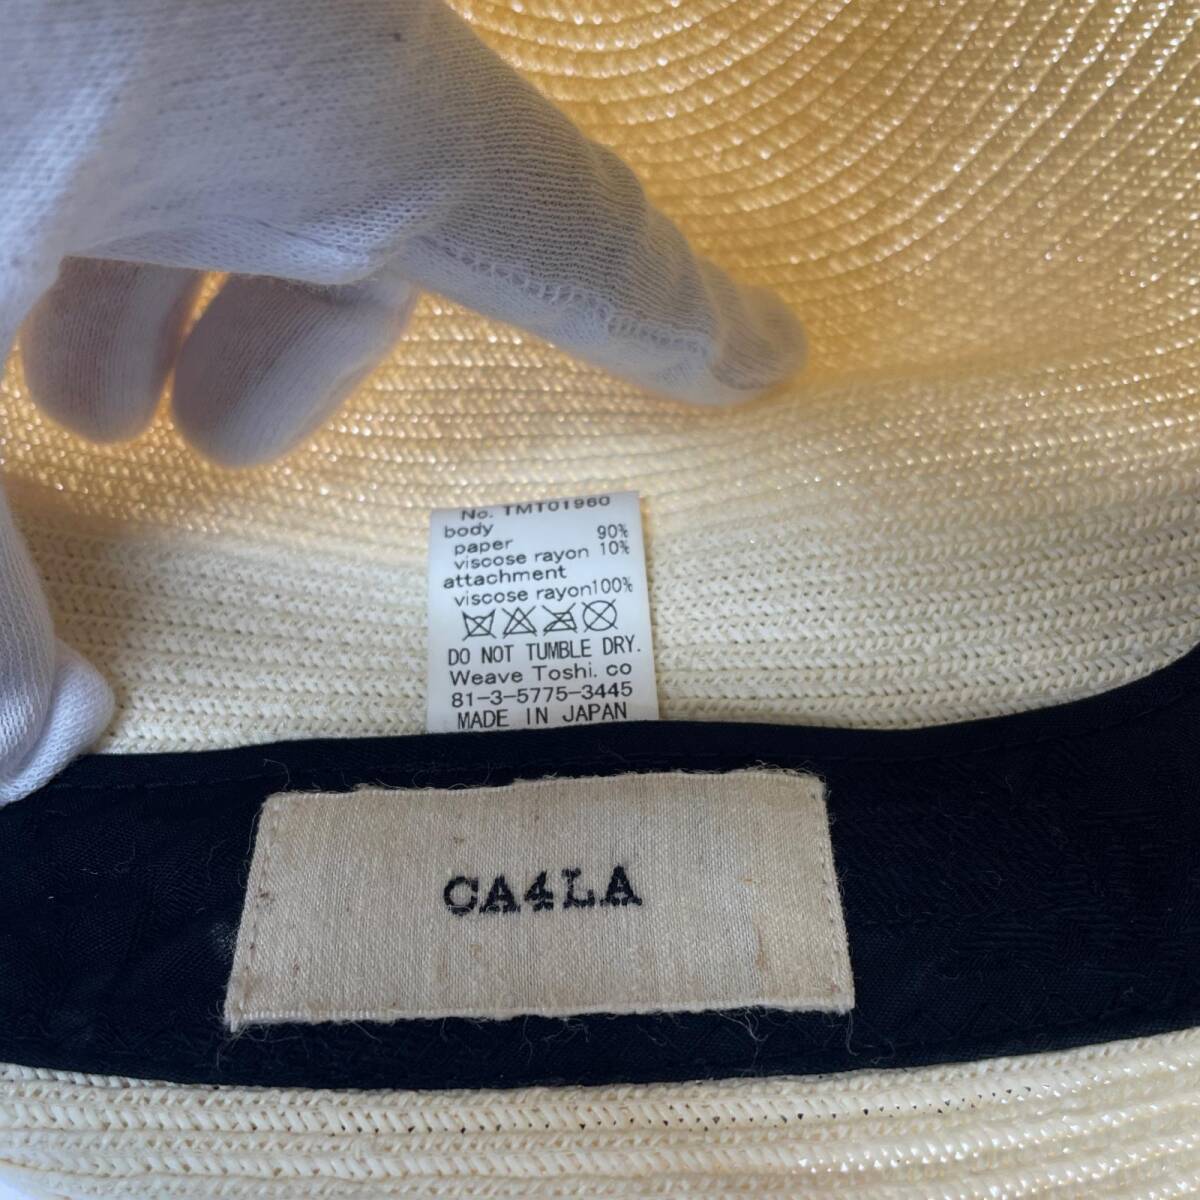 No. TMT01960
body
paper 90%
viscose rayon 10%
attachment
viscose rayon100%
DO NOT TUMBLE DRY.
Weave Toshi. co
81-3-5775-3445
MADE IN JAPAN
CA4LA